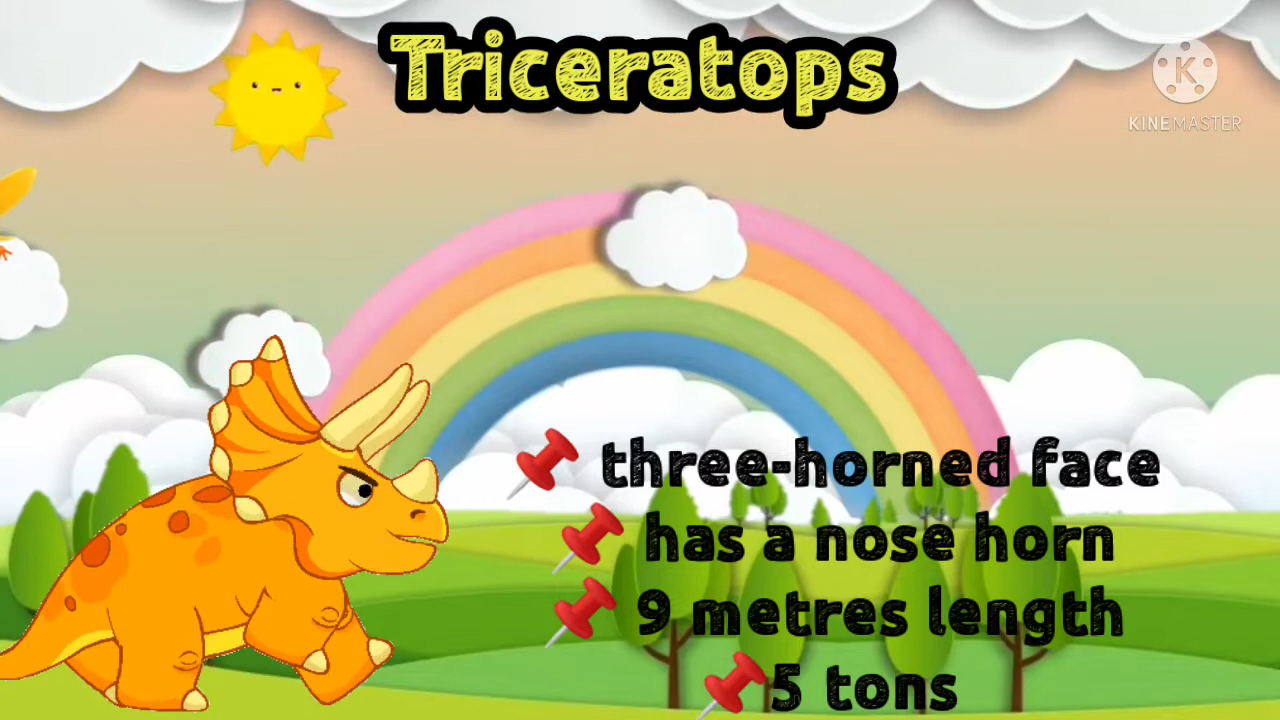 Triceratops
K
KINEMASTER
three-horned face
has a nose horn
9 metres length
5 tons